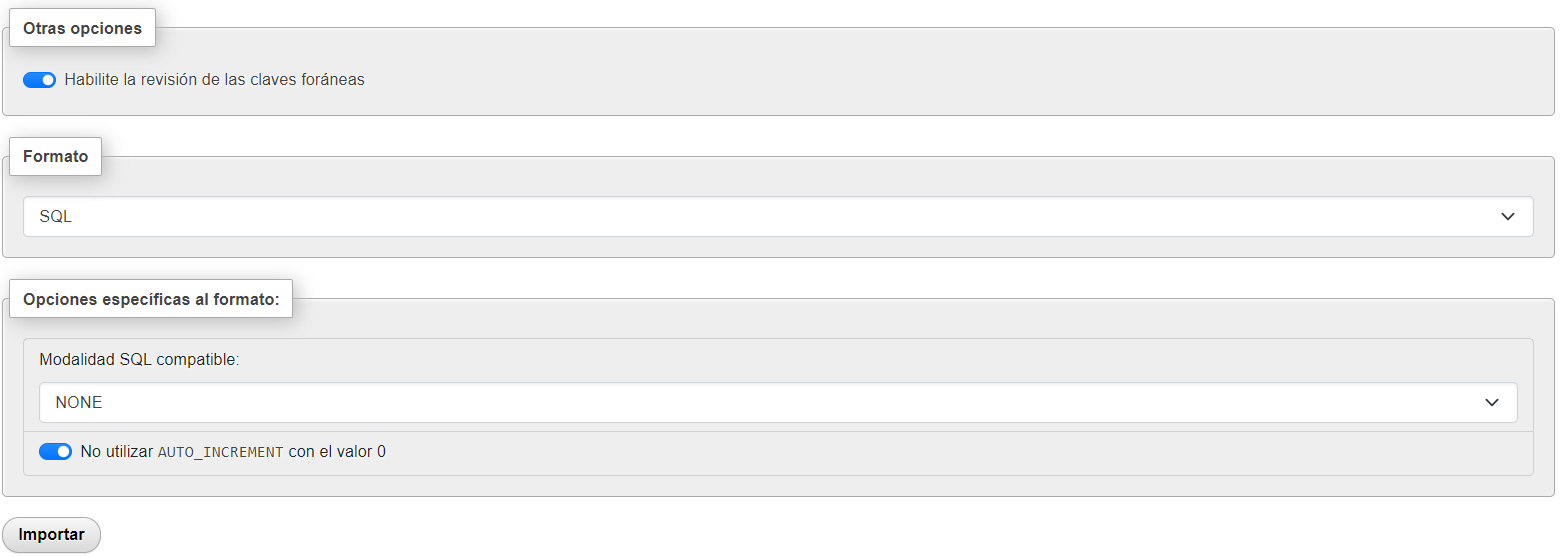 Otras opciones
Habilite la revisión de las claves foráneas
Formato
SQL
Opciones específicas al formato:
Modalidad SQL compatible:
NONE
No utilizar AUTO_INCREMENT con el valor 0
Importar